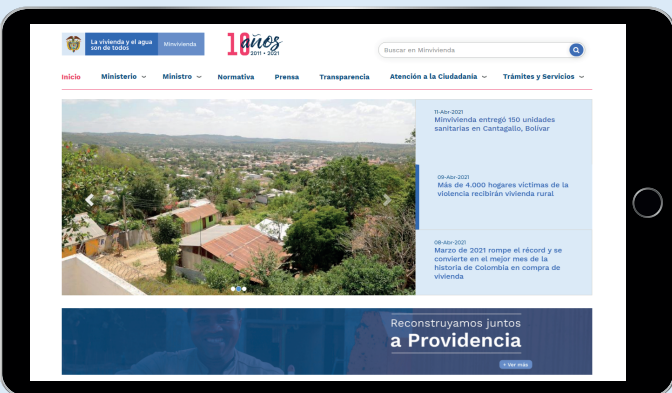 La vivienda y el agua
son de todos
Minvivienda
10 años
2011 • 2021
Buscar en Minvivienda
Inicio Ministerio Ministro Normativa Prensa Transparencia Atención a la Ciudadanía Trámites y Servicios
11-Abr-2021
Minvivienda entregó 150 unidades
sanitarias en Cantagallo, Bolívar
09-Abr-2021
Más de 4.000 hogares víctimas de la
violencia recibirán vivienda rural
08-Abr-2021
Marzo de 2021 rompe el récord y se
convierte en el mejor mes de la
historia de Colombia en compra de
vivienda
Reconstruyamos juntos
a Providencia
+ Ver más